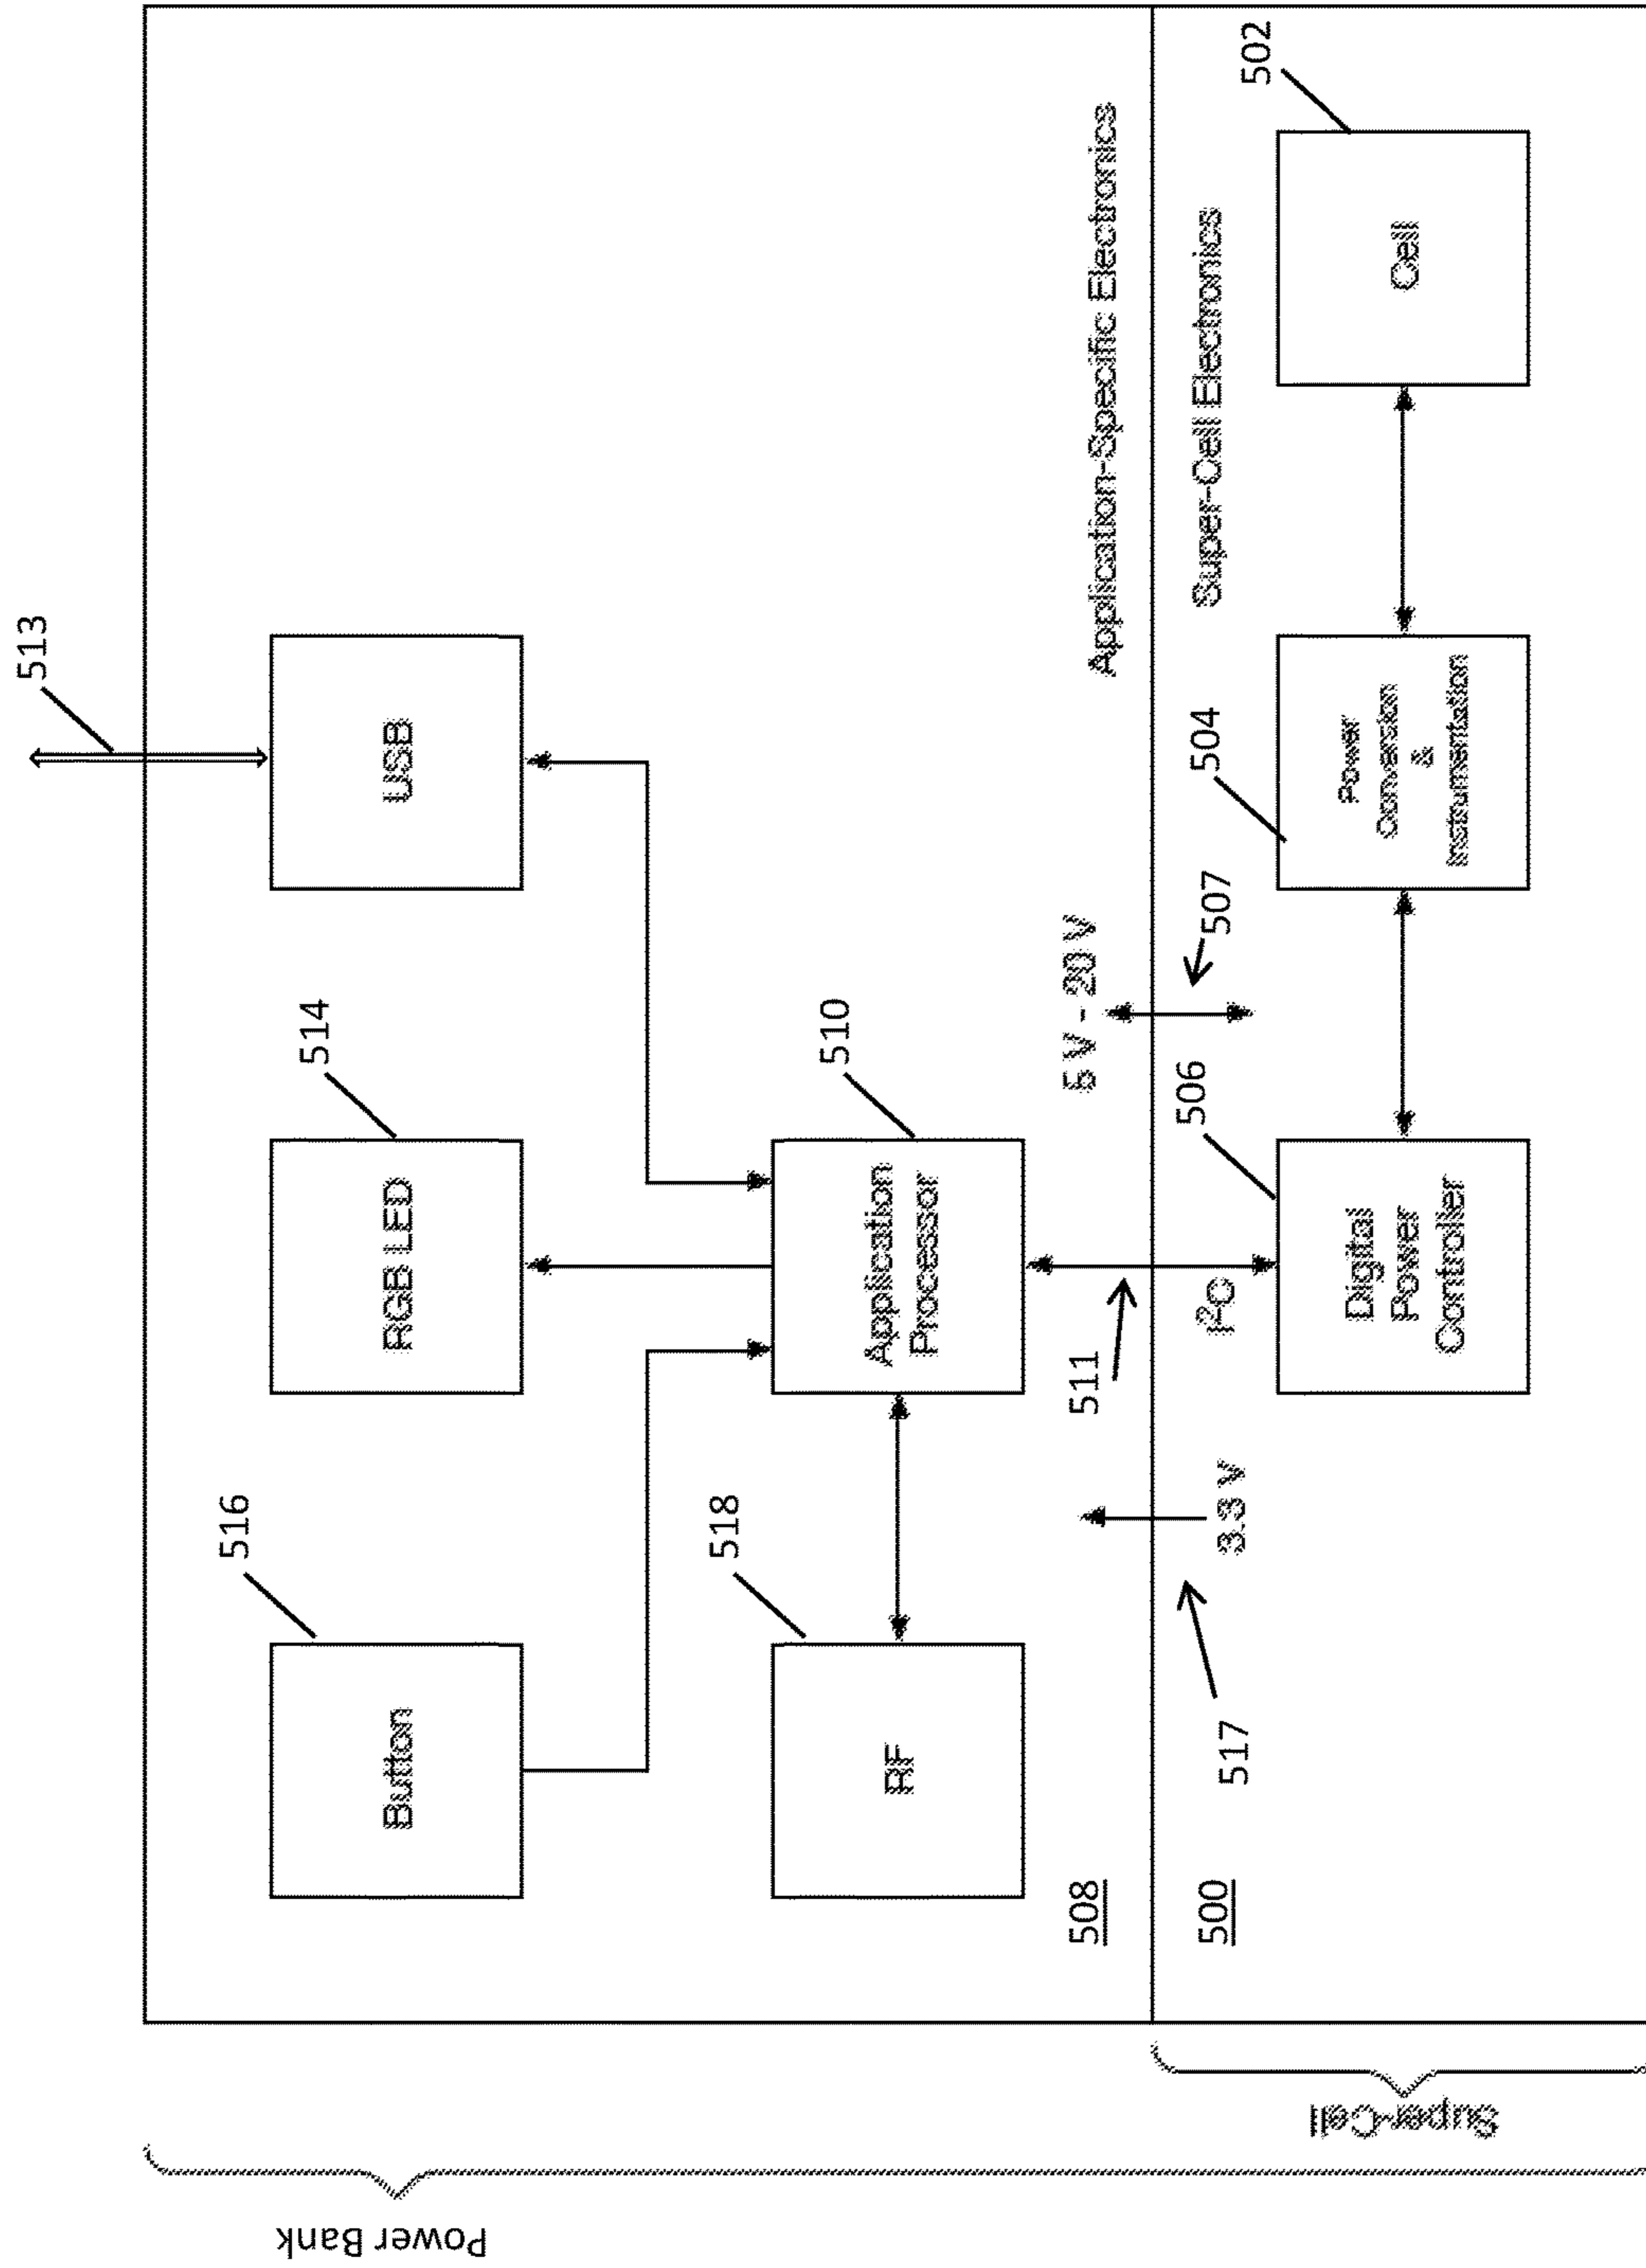 Power Bank
Super-Cell
513
516
514
Button
RGB LED
USB
518
510
RF
Application
Processor
508
511
5 V - 20 V
Application-Specific Electronics
500
517
3.3 V
I²C
507
Super-Cell Electronics
506
504
502
Digital
Power
Controller
Power
Conversion
&
Instrumentation
Cell